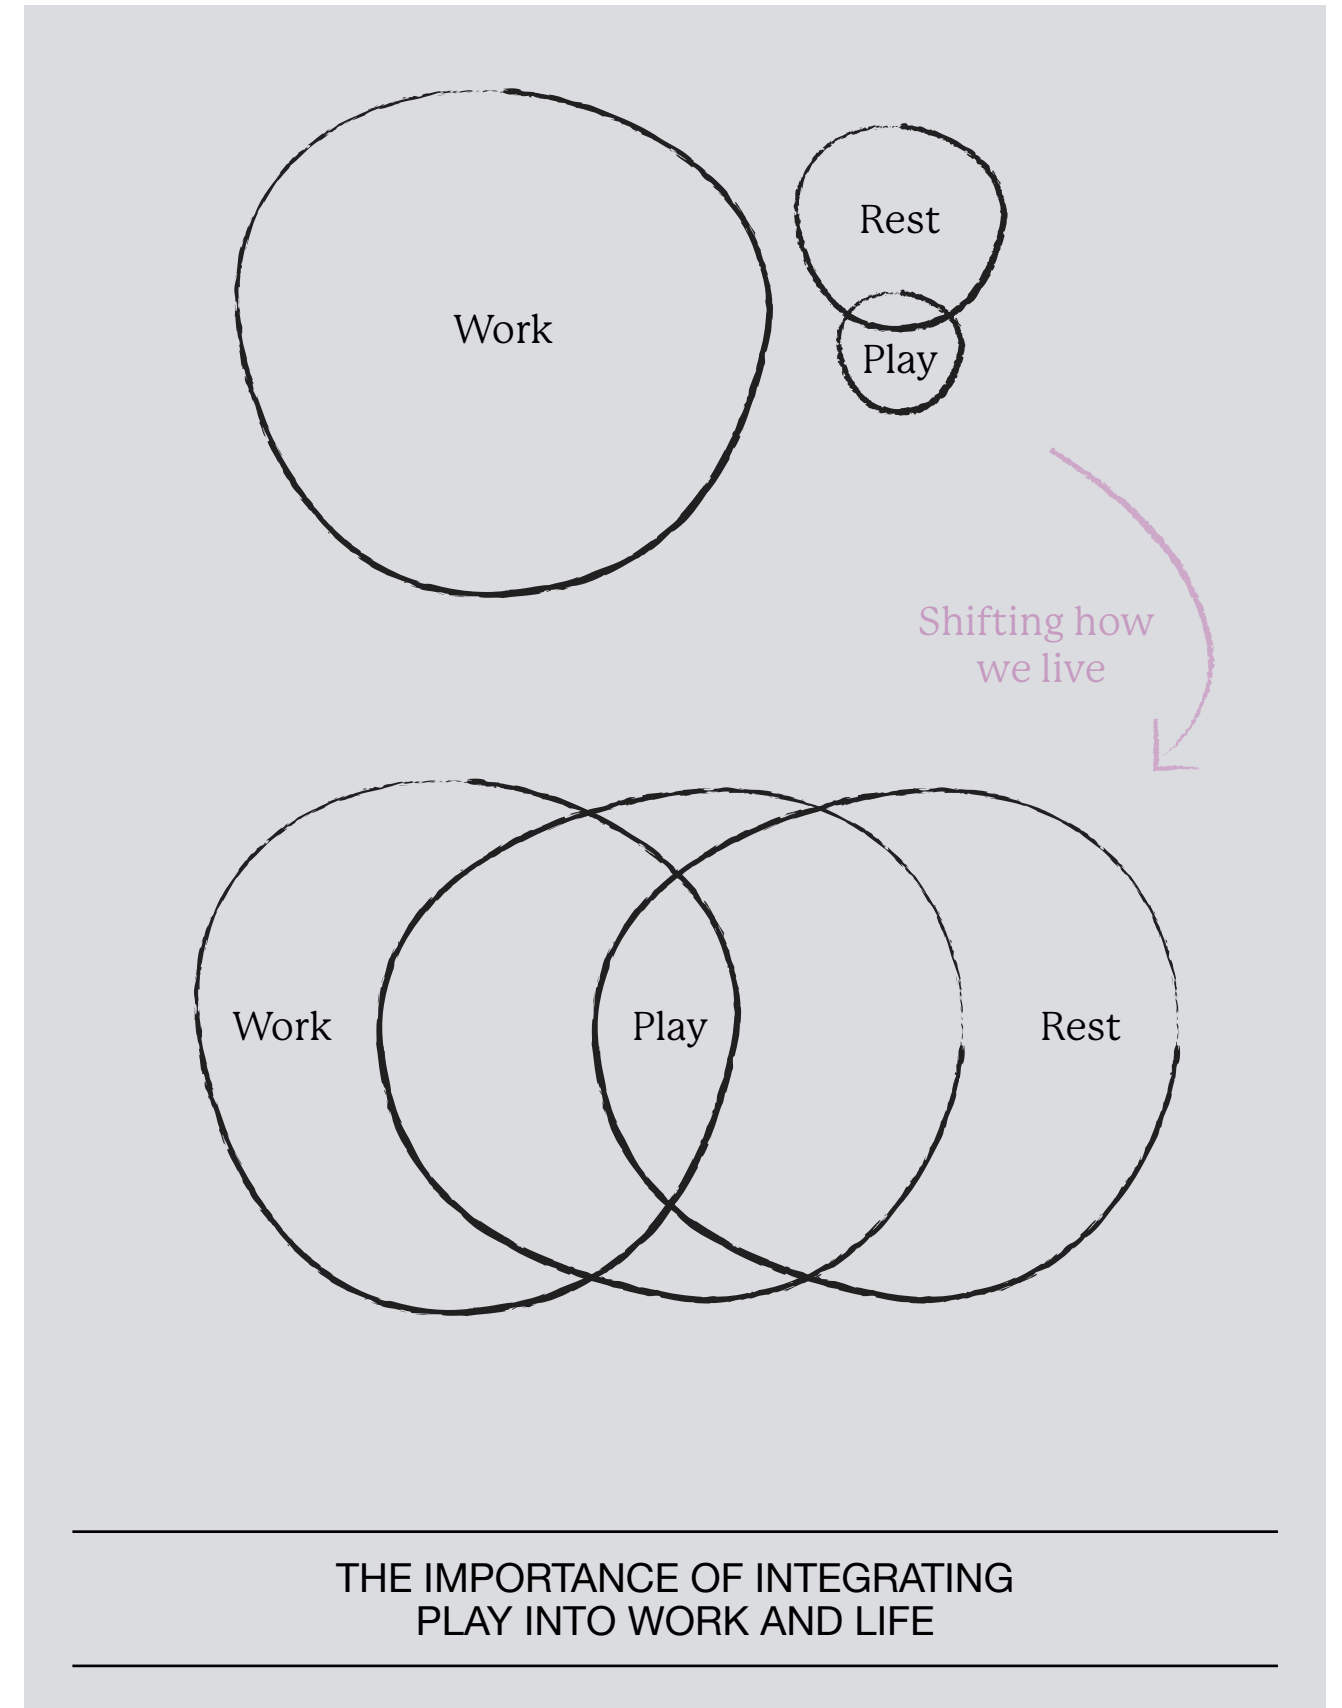 Rest
Work
Play
Shifting how
we live
Work
Play
Rest
THE IMPORTANCE OF INTEGRATING
PLAY INTO WORK AND LIFE